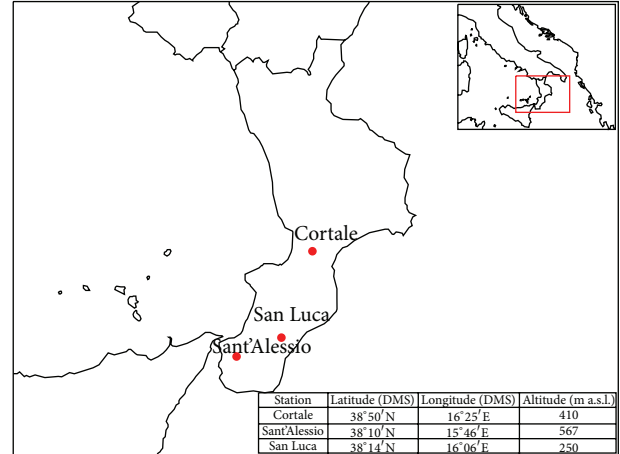 Cortale
San Luca
Sant'Alessio
Station Latitude (DMS) Longitude (DMS) Altitude (m a.s.l.)
Cortale 38°50′N 16°25′E 410
Sant'Alessio 38°10′N 15°46′E 567
San Luca 38°14′N 16°06′E 250